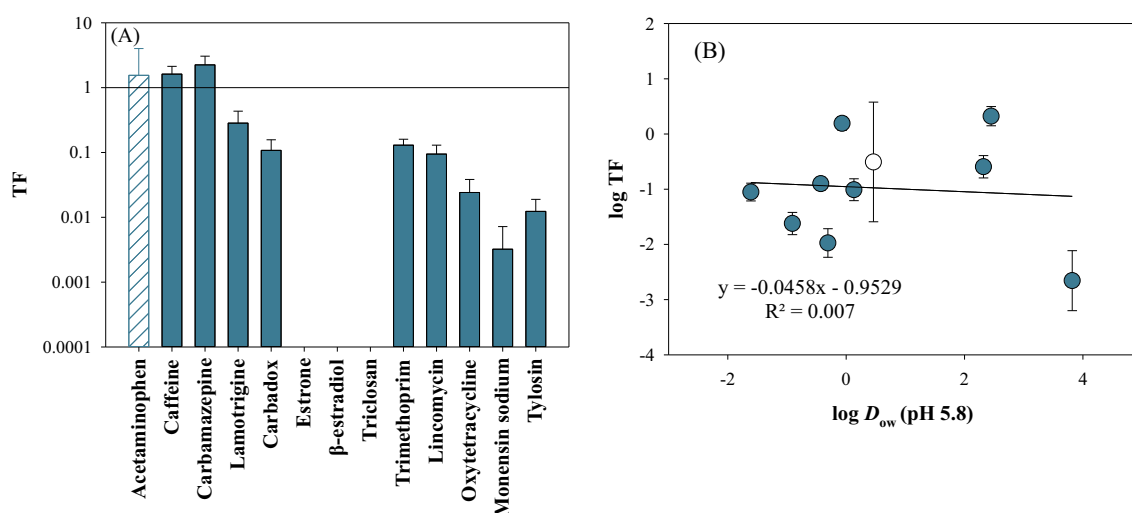 (A)
10
1
0.1
0.01
0.001
0.0001
TF
Acetaminophen
Caffeine
Carbamazepine
Lamotrigine
Carbadox
Estrone
β-estradiol
Triclosan
Trimethoprim
Lincomycin
Oxytetracycline
Monensin sodium
Tylosin
(B)
2
1
0
-1
-2
-3
-4
log TF
y = -0.0458x - 0.9529
R² = 0.007
-2
0
2
4
log Dow (pH 5.8)